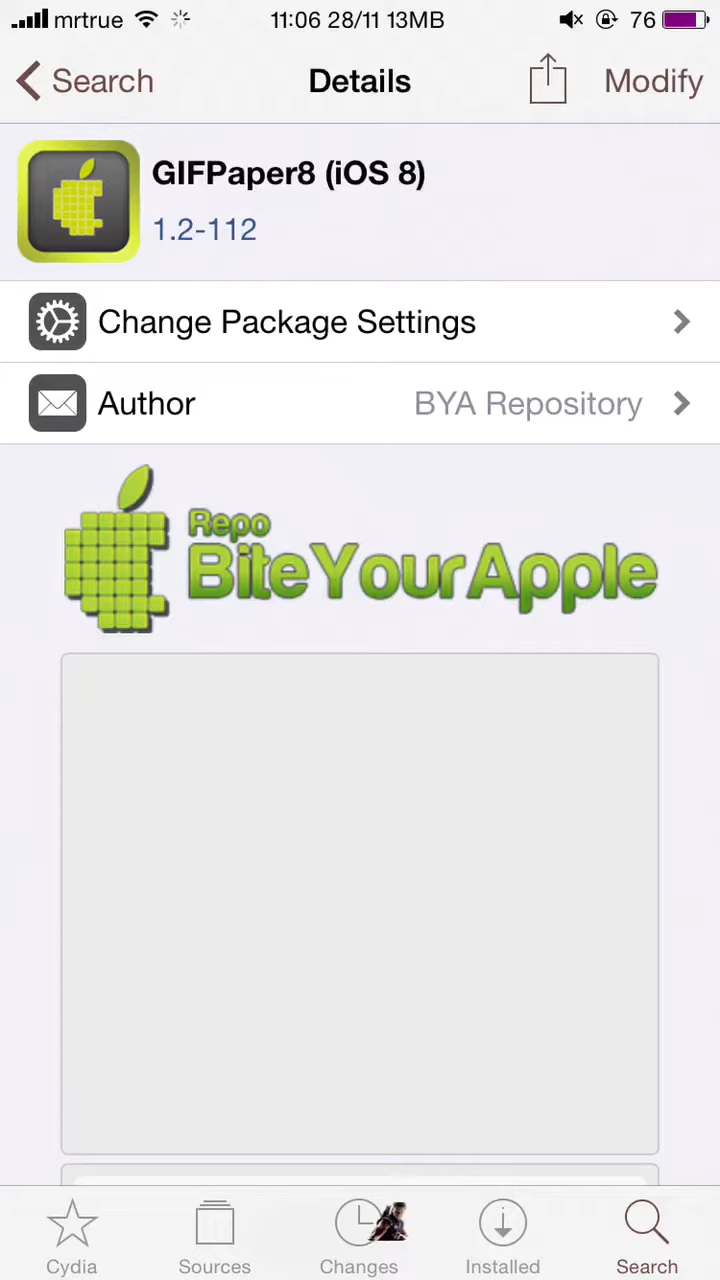 mrtrue 11:06 28/11 13MB 76
Search Details Modify
GIFPaper8 (iOS 8)
1.2-112
Change Package Settings
Author BYA Repository
Repo
BiteYourApple
Cydia Sources Changes Installed Search